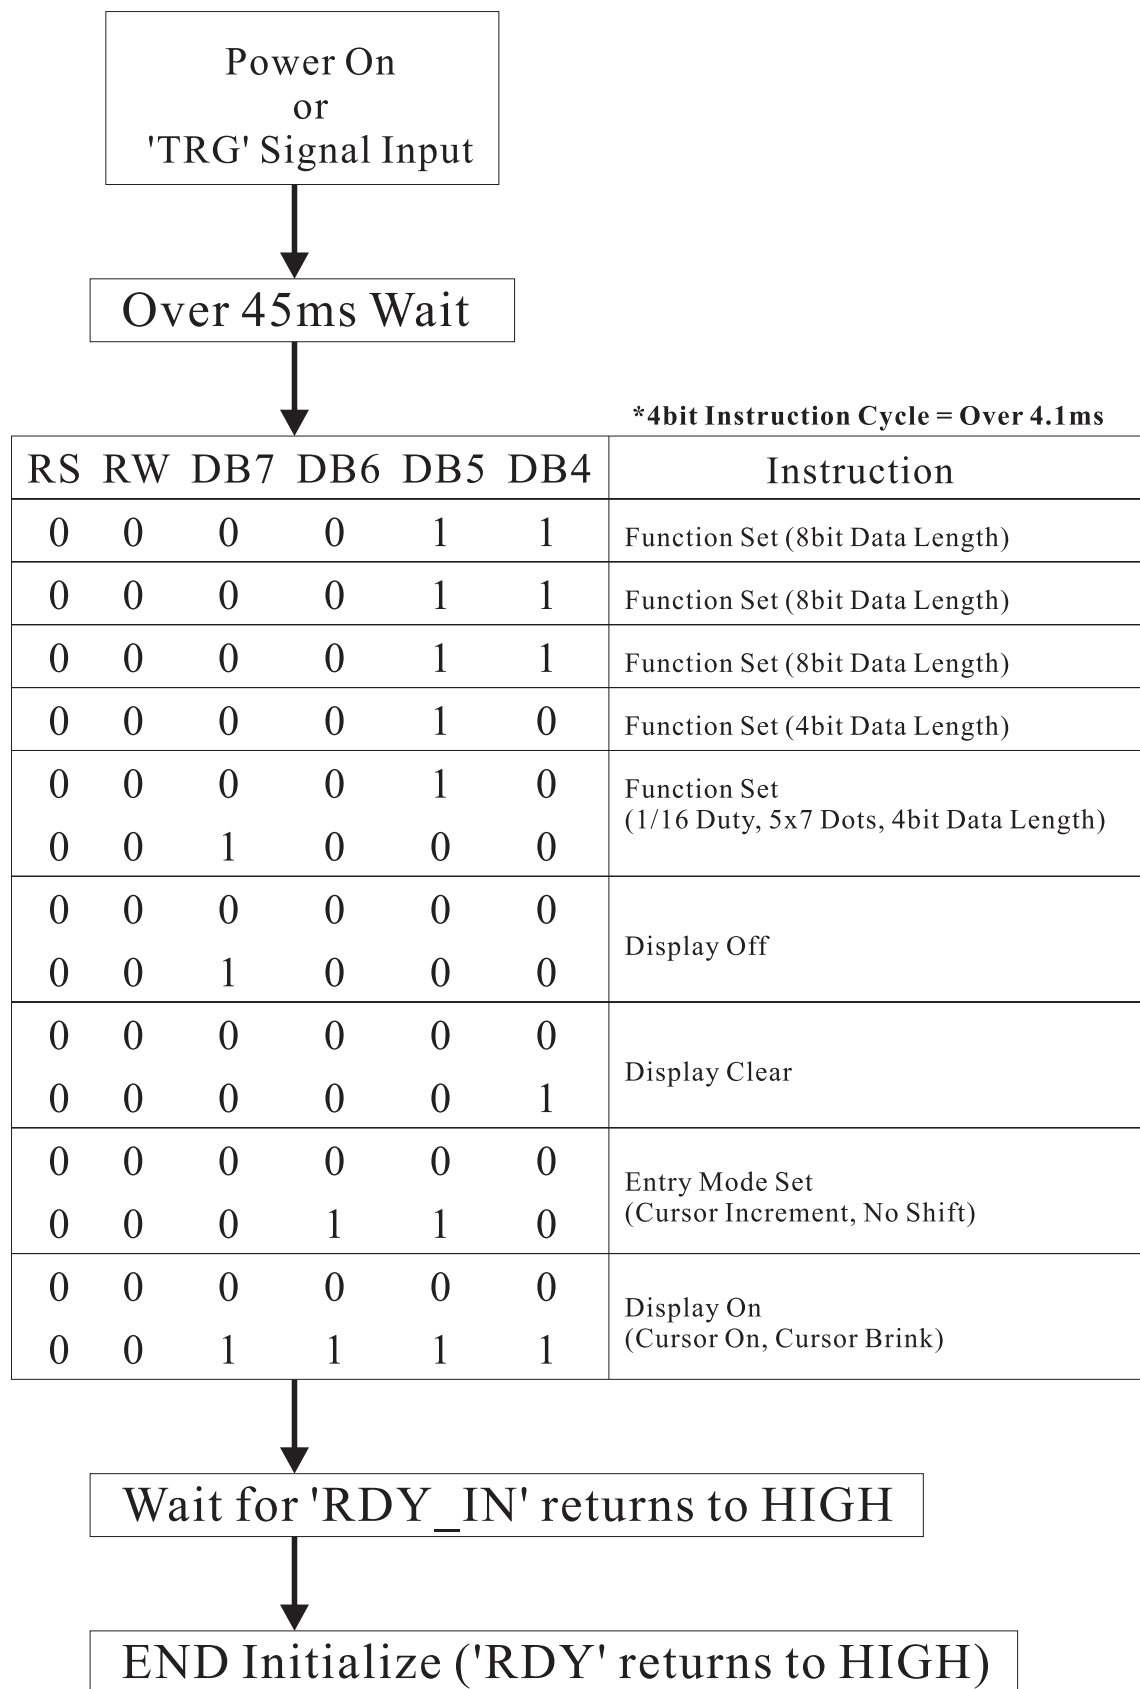 Power On
or
'TRG' Signal Input
Over 45ms Wait
*4bit Instruction Cycle = Over 4.1ms
RS RW DB7 DB6 DB5 DB4 Instruction
0 0 0 0 1 1 Function Set (8bit Data Length)
0 0 0 0 1 1 Function Set (8bit Data Length)
0 0 0 0 1 1 Function Set (8bit Data Length)
0 0 0 0 1 0 Function Set (4bit Data Length)
0 0 0 0 1 0 Function Set
(1/16 Duty, 5x7 Dots, 4bit Data Length)
0 0 1 0 0 0
0 0 0 0 0 0
Display Off
0 0 1 0 0 0
0 0 0 0 0 0
Display Clear
0 0 0 0 0 1
0 0 0 0 0 0
Entry Mode Set
(Cursor Increment, No Shift)
0 0 0 1 1 0
0 0 0 0 0 0
Display On
(Cursor On, Cursor Brink)
0 0 1 1 1 1
Wait for 'RDY_IN' returns to HIGH
END Initialize ('RDY' returns to HIGH)